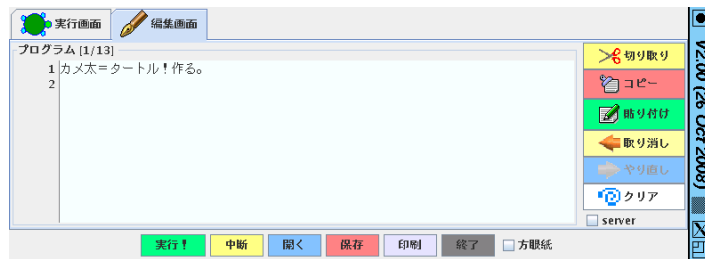 実行画面
編集画面
プログラム [1/13]
1 カメ太＝タートル！作る。
2
切り取り
コピー
貼り付け
取り消し
やり直し
クリア
server
実行！ 中断 開く 保存 印刷 終了 方眼紙
V2.00 (26 Oct 2008)